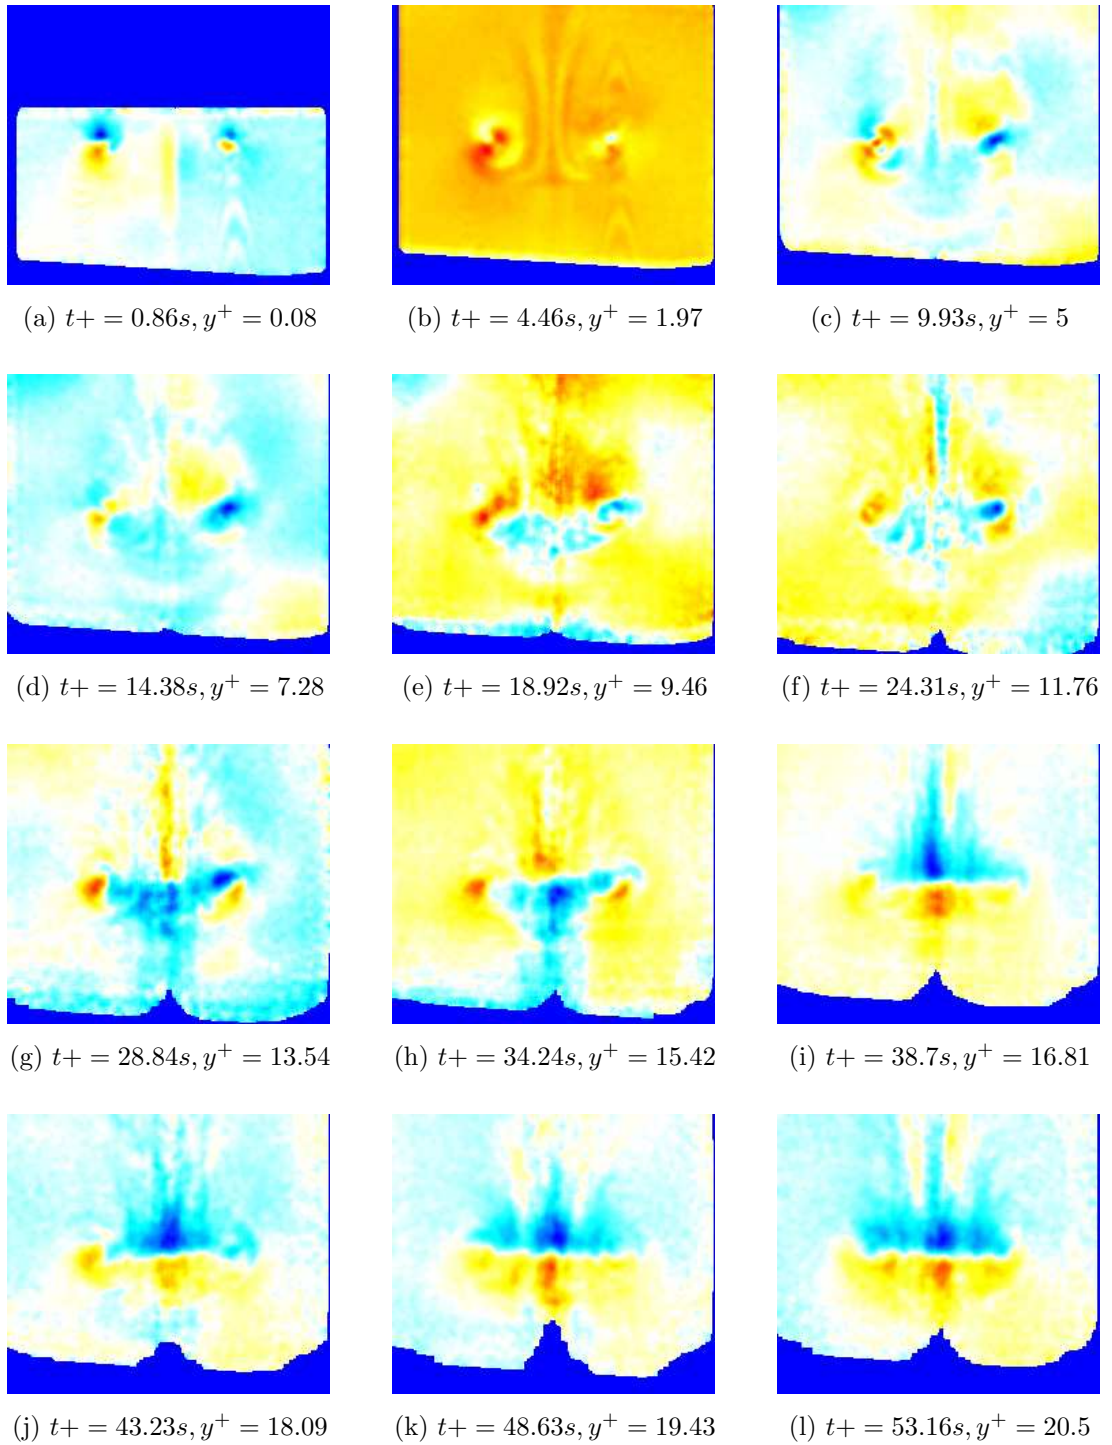 (a) t+ = 0.86s, y⁺ = 0.08
(b) t+ = 4.46s, y⁺ = 1.97
(c) t+ = 9.93s, y⁺ = 5
(d) t+ = 14.38s, y⁺ = 7.28
(e) t+ = 18.92s, y⁺ = 9.46
(f) t+ = 24.31s, y⁺ = 11.76
(g) t+ = 28.84s, y⁺ = 13.54
(h) t+ = 34.24s, y⁺ = 15.42
(i) t+ = 38.7s, y⁺ = 16.81
(j) t+ = 43.23s, y⁺ = 18.09
(k) t+ = 48.63s, y⁺ = 19.43
(l) t+ = 53.16s, y⁺ = 20.5